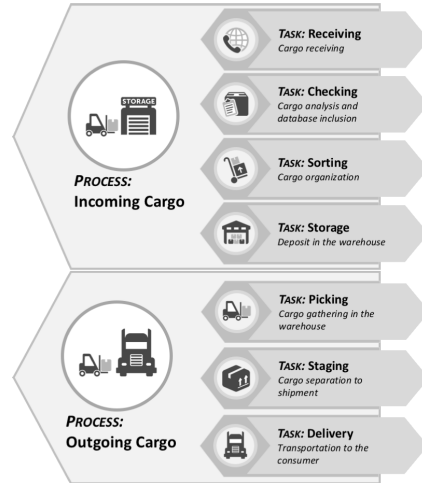 STORAGE
PROCESS:
Incoming Cargo
TASK: Receiving
Cargo receiving
TASK: Checking
Cargo analysis and
database inclusion
TASK: Sorting
Cargo organization
TASK: Storage
Deposit in the warehouse
PROCESS:
Outgoing Cargo
TASK: Picking
Cargo gathering in the
warehouse
TASK: Staging
Cargo separation to
shipment
TASK: Delivery
Transportation to the
consumer